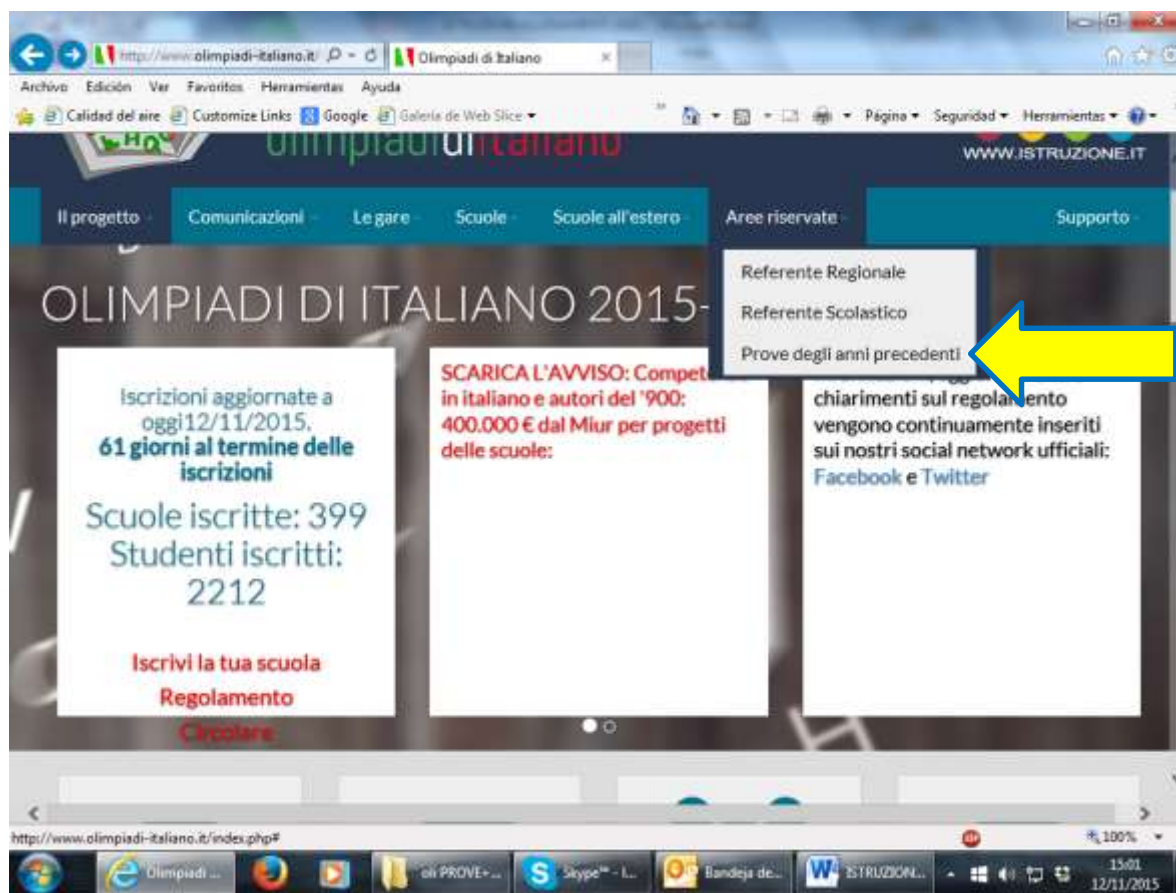 http://www.olimpiadi-italiano.it/
Olimpiadi di Italiano
Archivo Edición Ver Favoritos Herramientas Ayuda
Calidad del aire Customize Links Google Galería de Web Slice Página Seguridad Herramientas
olimpiadiditaliano
WWW.ISTRUZIONE.IT
Il progetto Comunicazioni Le gare Scuole Scuole all'estero Aree riservate Supporto
Referente Regionale
Referente Scolastico
Prove degli anni precedenti
OLIMPIADI DI ITALIANO 2015-
Iscrizioni aggiornate a
oggi12/11/2015.
61 giorni al termine delle
iscrizioni
Scuole iscritte: 399
Studenti iscritti:
2212
Iscrivi la tua scuola
Regolamento
Circolare
SCARICA L'AVVISO:
in italiano e autori del '900:
400.000 € dal Miur per progetti
delle scuole:
chiarimenti sul regolamento
vengono continuamente inseriti
sui nostri social network ufficiali:
Facebook e Twitter
http://www.olimpiadi-italiano.it/index.php#
100%
Olimpiadi ...
oli PROVE+...
Skype™ - l...
Bandeja de...
ISTRUZION...
15:01
12/11/2015